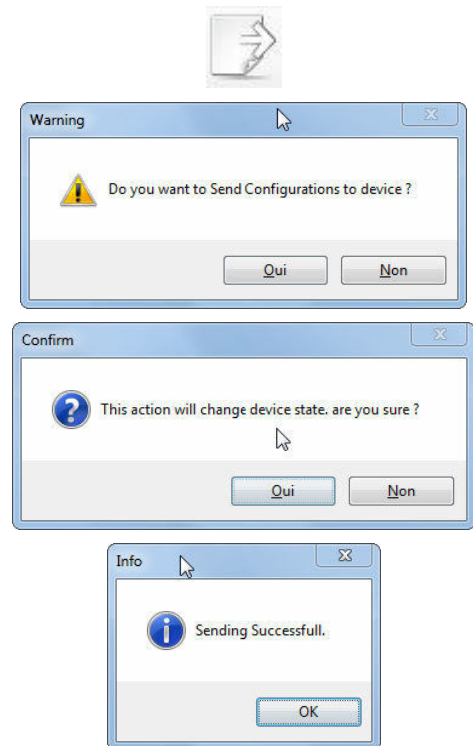 Warning
Do you want to Send Configurations to device ?
Oui Non
Confirm
This action will change device state. are you sure ?
Oui Non
Info
Sending Successfull.
OK